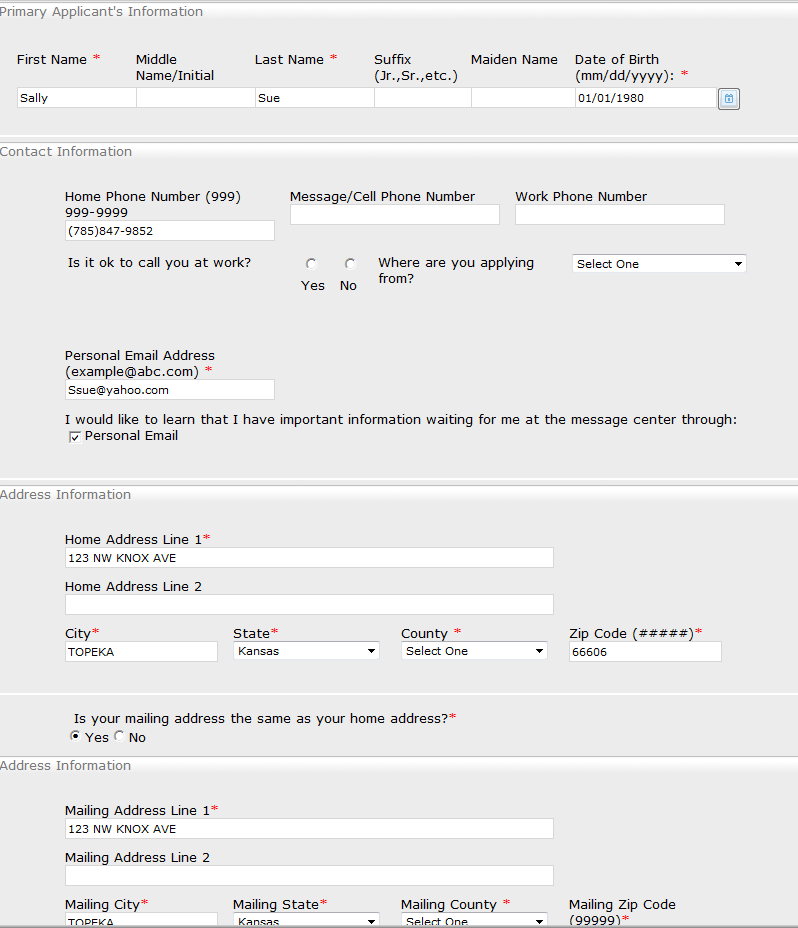 Primary Applicant's Information
First Name * Middle Name/Initial Last Name * Suffix (Jr.,Sr.,etc.) Maiden Name Date of Birth (mm/dd/yyyy): *
Sally Sue 01/01/1980
Contact Information
Home Phone Number (999) 999-9999 Message/Cell Phone Number Work Phone Number
(785)847-9852
Is it ok to call you at work? Yes No Where are you applying from? Select One
Personal Email Address
(example@abc.com) *
Ssue@yahoo.com
I would like to learn that I have important information waiting for me at the message center through:
Personal Email
Address Information
Home Address Line 1*
123 NW KNOX AVE
Home Address Line 2
City* State* County * Zip Code (#####)*
TOPEKA Kansas Select One 66606
Is your mailing address the same as your home address?*
Yes No
Address Information
Mailing Address Line 1*
123 NW KNOX AVE
Mailing Address Line 2
Mailing City* Mailing State* Mailing County * Mailing Zip Code (99999)*
TOPEKA Kansas Select One